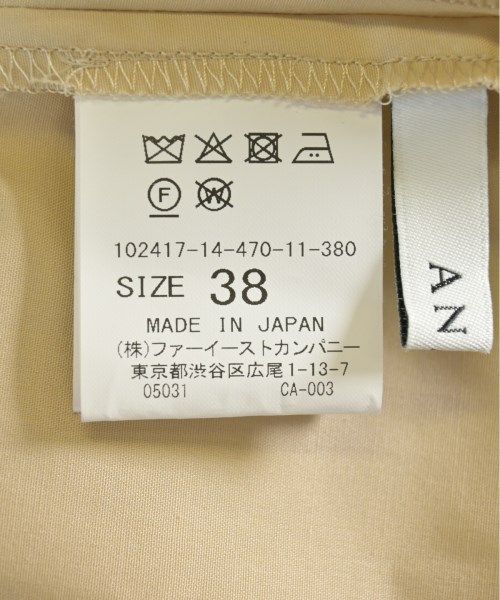 F W
102417-14-470-11-380
SIZE 38
MADE IN JAPAN
(株)ファーイーストカンパニー
東京都渋谷区広尾1-13-7
05031 CA-003
AN